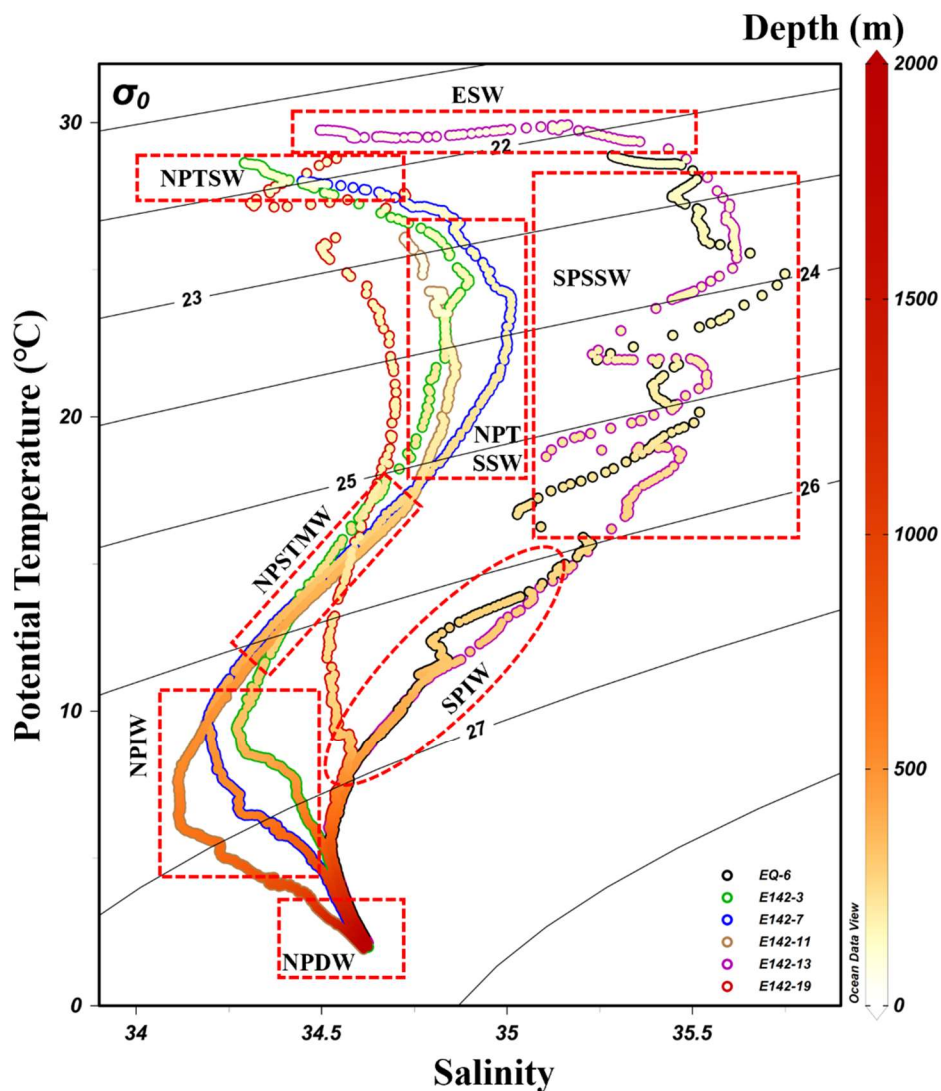 Depth (m)
2000
1500
1000
500
0
σ0
ESW
30
22
NPTSW
SPSSW
24
23
20
NPT
SSW
25
26
NPSTMW
SPIW
10
NPIW
27
EQ-6
E142-3
E142-7
E142-11
E142-13
E142-19
NPDW
Ocean Data View
0
34
34.5
35
35.5
Potential Temperature (°C)
Salinity